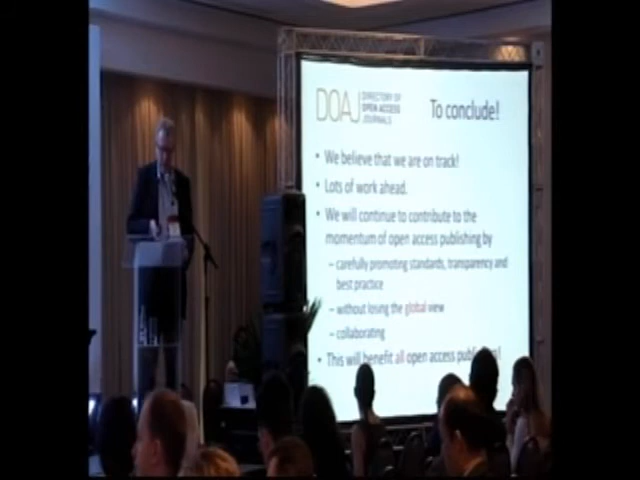 DOAJ
DIRECTORY OF
OPEN ACCESS
JOURNALS
To conclude!
• We believe that we are on track!
• Lots of work ahead.
• We will continue to contribute to the
momentum of open access publishing by
– carefully promoting standards, transparency and
best practice
– without losing the global view
– collaborating
• This will benefit all open access